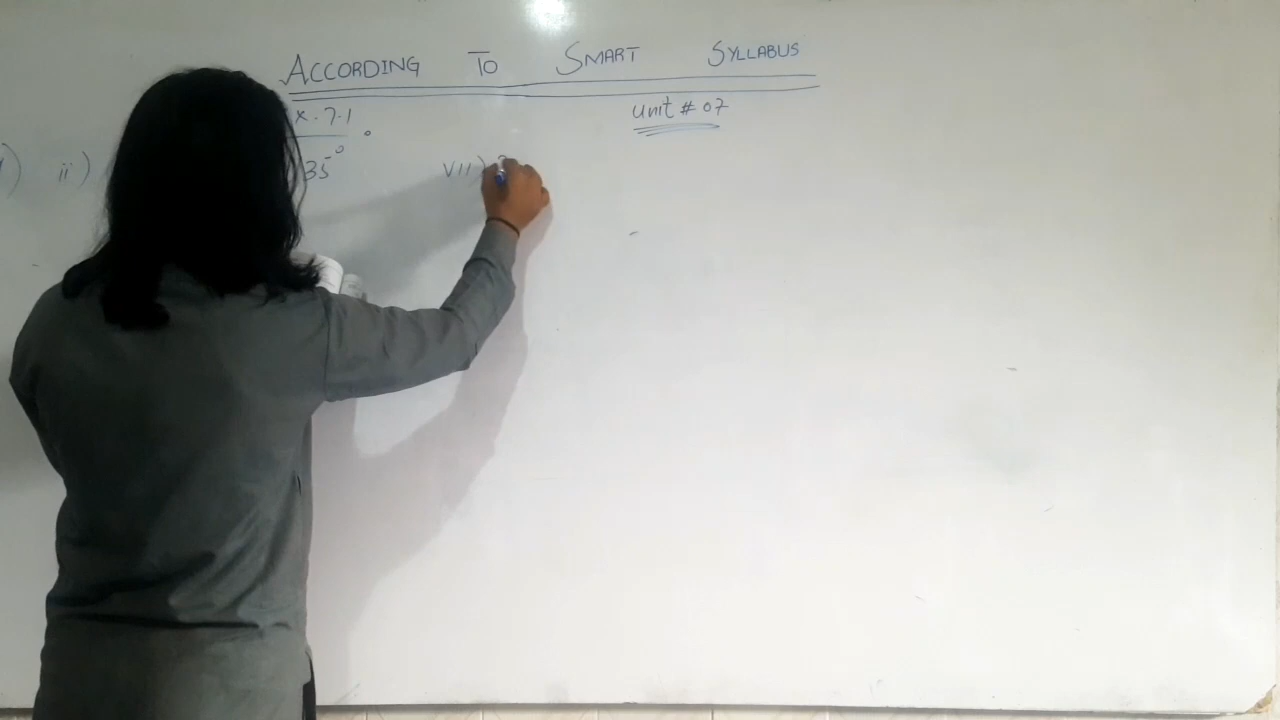 ACCORDING TO SMART SYLLABUS
x. 7.1 Unit # 07
ii) 35° vii)